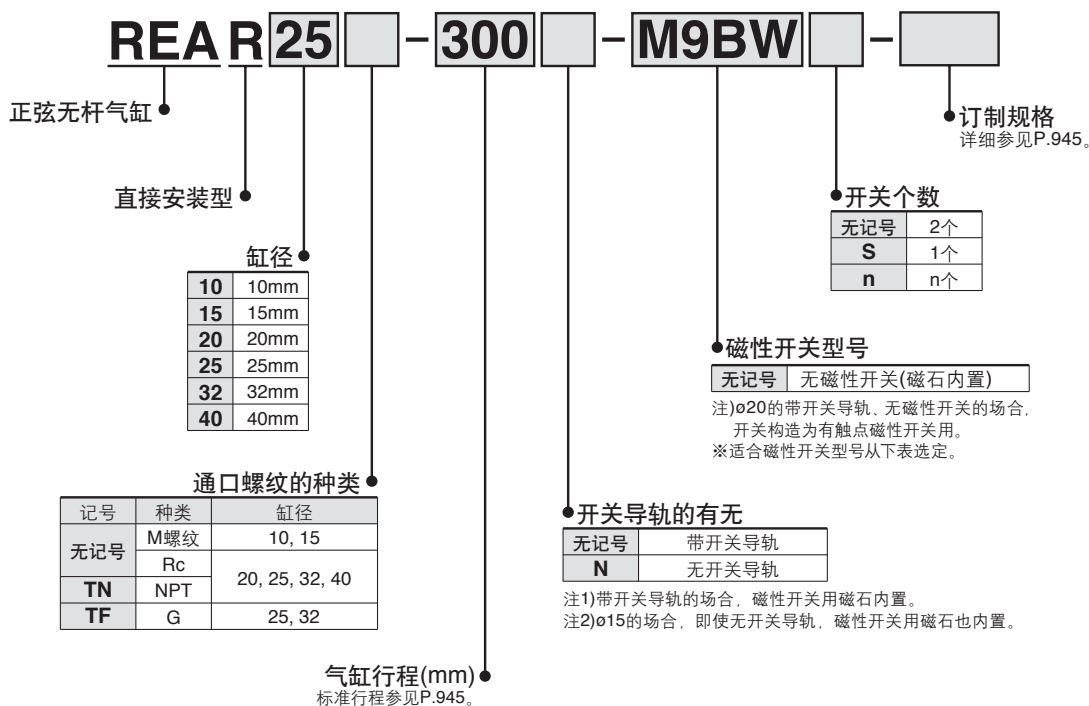 REA R 25 - 300 - M9BW -
正弦无杆气缸
直接安装型
缸径
10 10mm
15 15mm
20 20mm
25 25mm
32 32mm
40 40mm
通口螺纹的种类
记号 种类 缸径
无记号 M螺纹 10, 15
Rc 20, 25, 32, 40
TN NPT
TF G 25, 32
气缸行程(mm)
标准行程参见P.945。
开关导轨的有无
无记号 带开关导轨
N 无开关导轨
注1)带开关导轨的场合，磁性开关用磁石内置。
注2)ø15的场合，即使无开关导轨，磁性开关用磁石也内置。
磁性开关型号
无记号 无磁性开关(磁石内置)
注)ø20的带开关导轨、无磁性开关的场合，
开关构造为有触点磁性开关用。
※适合磁性开关型号从下表选定。
开关个数
无记号 2个
S 1个
n n个
订制规格
详细参见P.945。